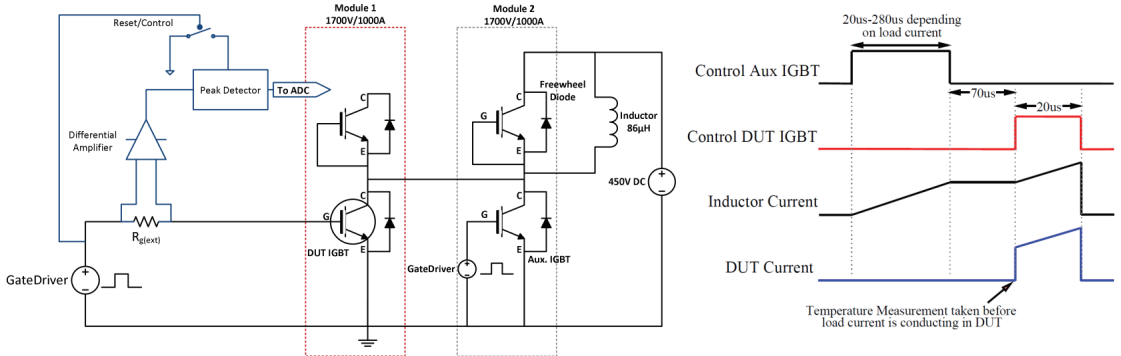 Module 1
1700V/1000A
Module 2
1700V/1000A
Reset/Control
Peak Detector
To ADC
Differential
Amplifier
Rg(ext)
GateDriver
C
E
C
G
E
DUT IGBT
Freewheel
Diode
C
G
E
C
G
E
Aux. IGBT
GateDriver
Inductor
86µH
450V DC
20us-280us depending
on load current
Control Aux IGBT
70us
20us
Control DUT IGBT
Inductor Current
DUT Current
Temperature Measurement taken before
load current is conducting in DUT